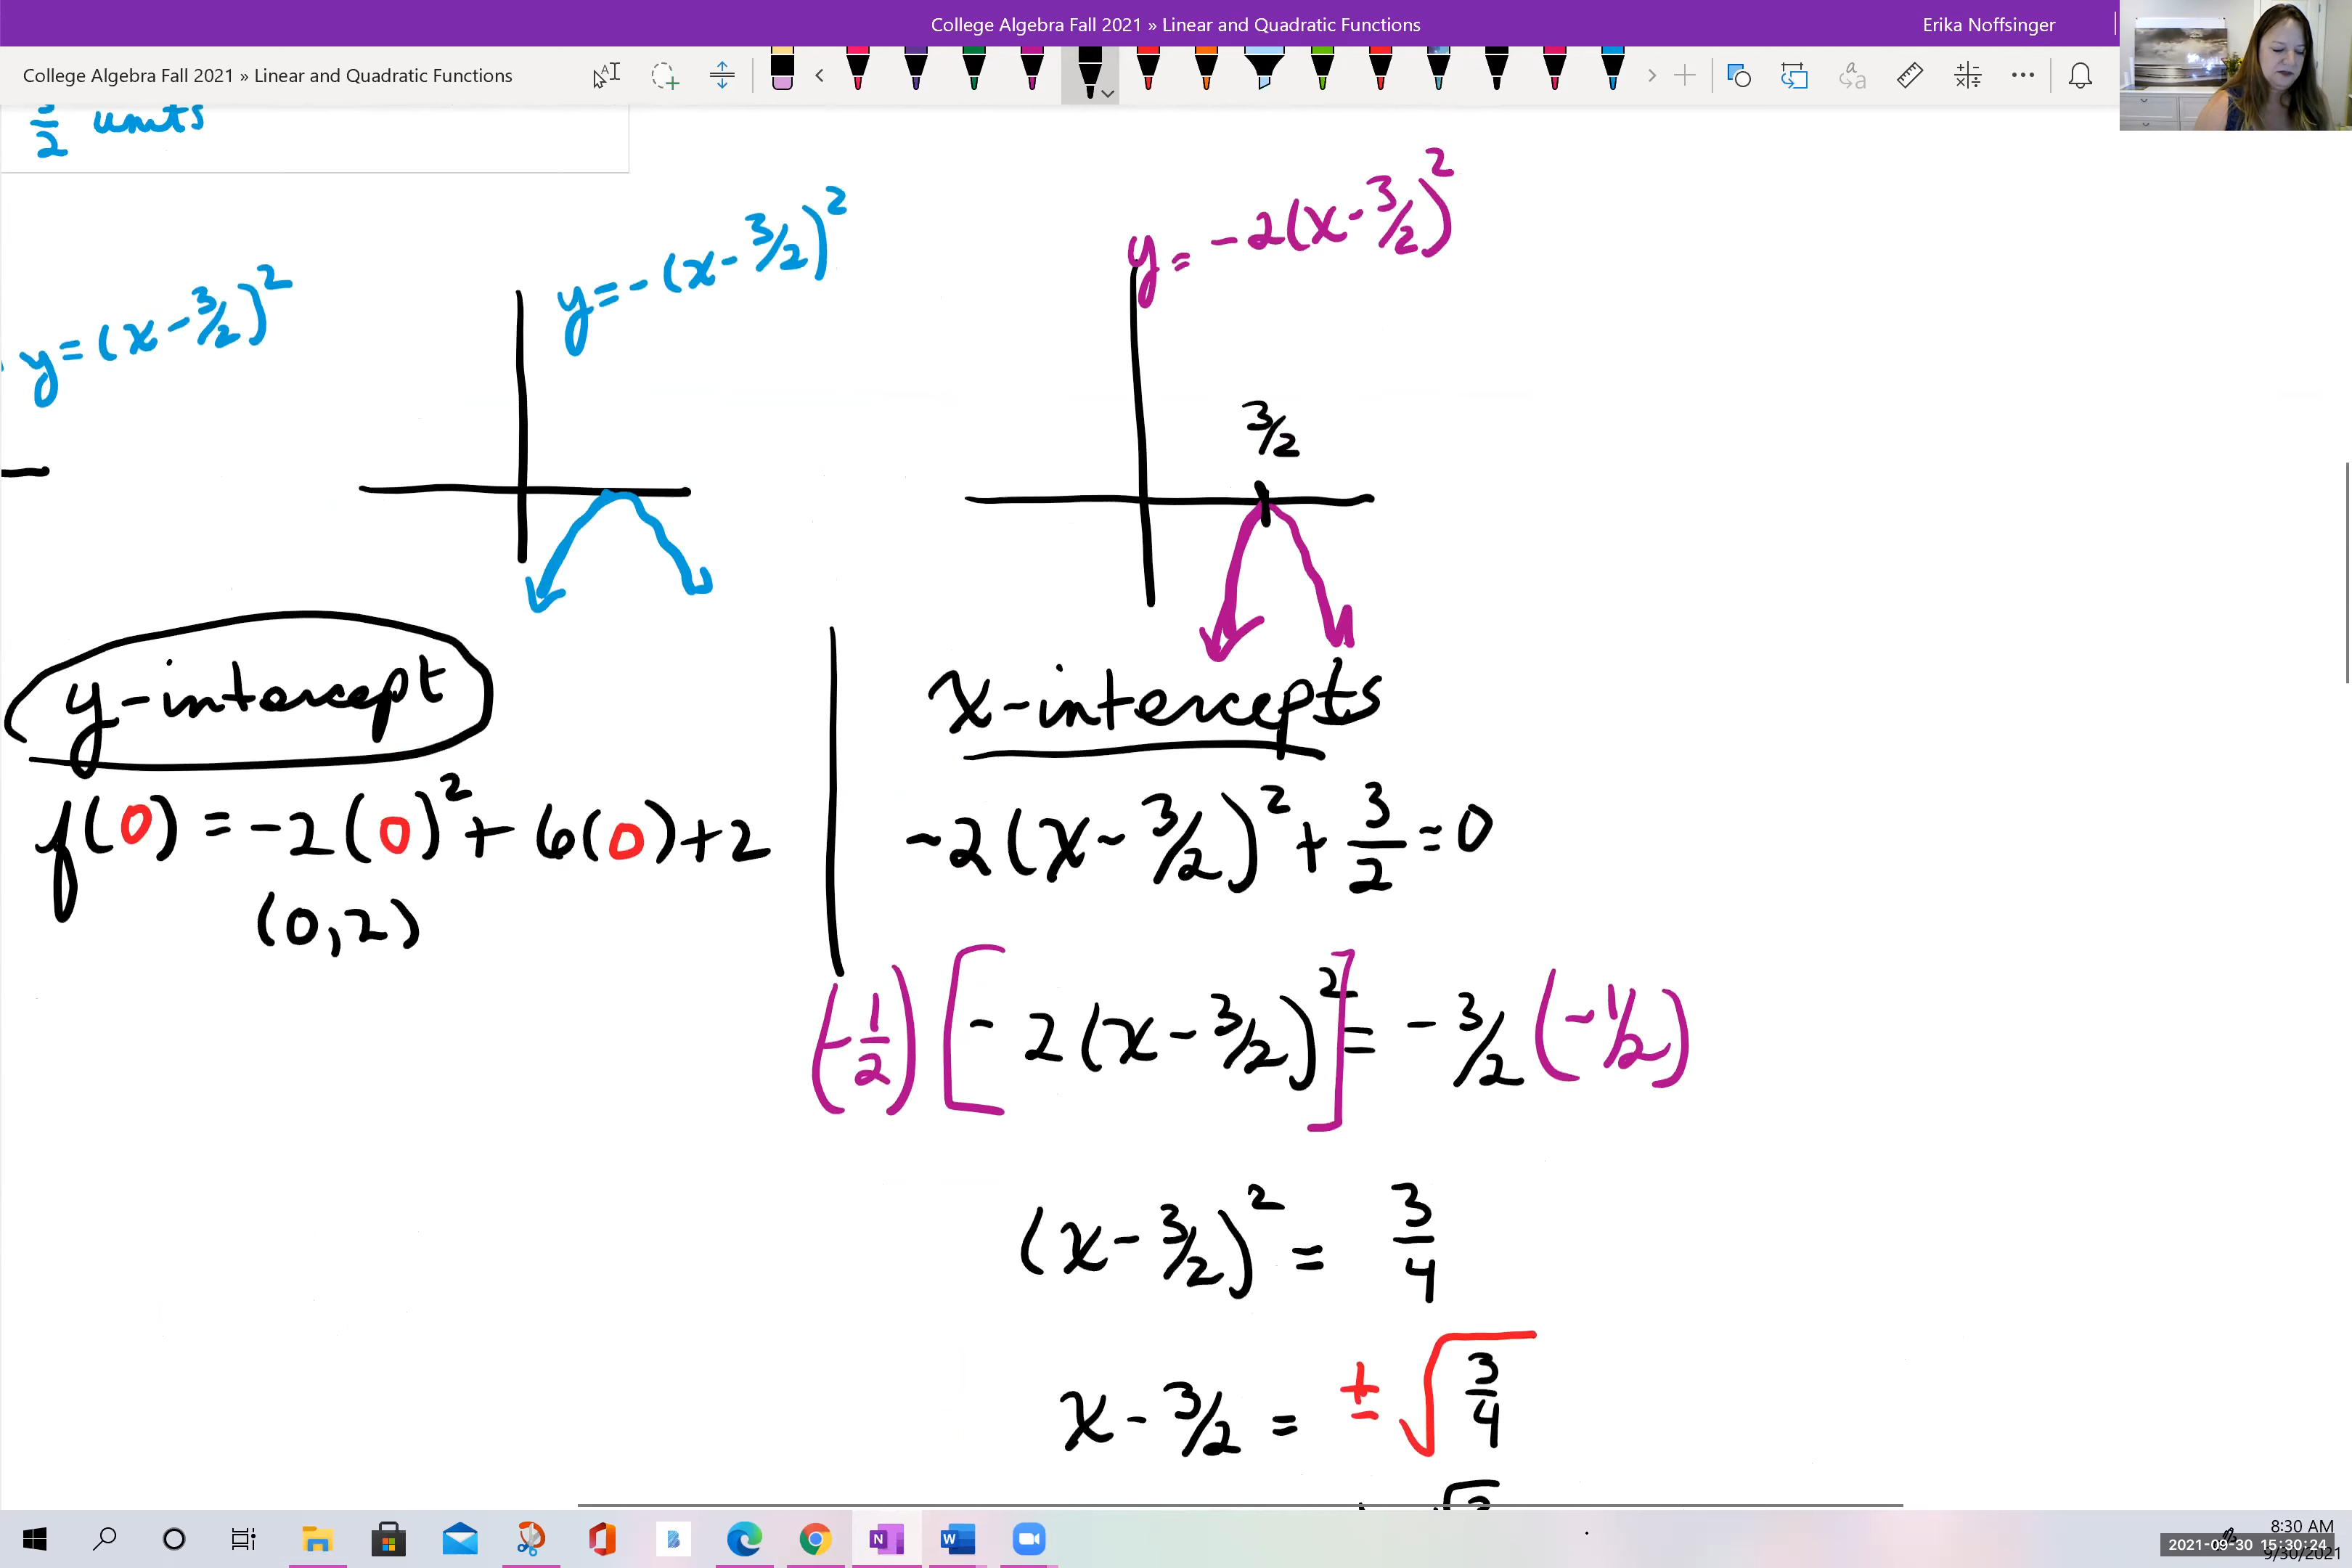 College Algebra Fall 2021 » Linear and Quadratic Functions
Erika Noffsinger
College Algebra Fall 2021 » Linear and Quadratic Functions
2 units
y = (x - 3/2)^2
y = - (x - 3/2)^2
y = -2(x - 3/2)^2
3/2
y-intercept
f(0) = -2(0)^2 + 6(0) + 2
(0,2)
x-intercepts
-2(x - 3/2)^2 + 3/2 = 0
(-1/2) [-2(x - 3/2)^2] = -3/2 (-1/2)
(x - 3/2)^2 = 3/4
x - 3/2 = ± √(3/4)
8:30 AM
2021-09-30 15:30:24
9/30/2021